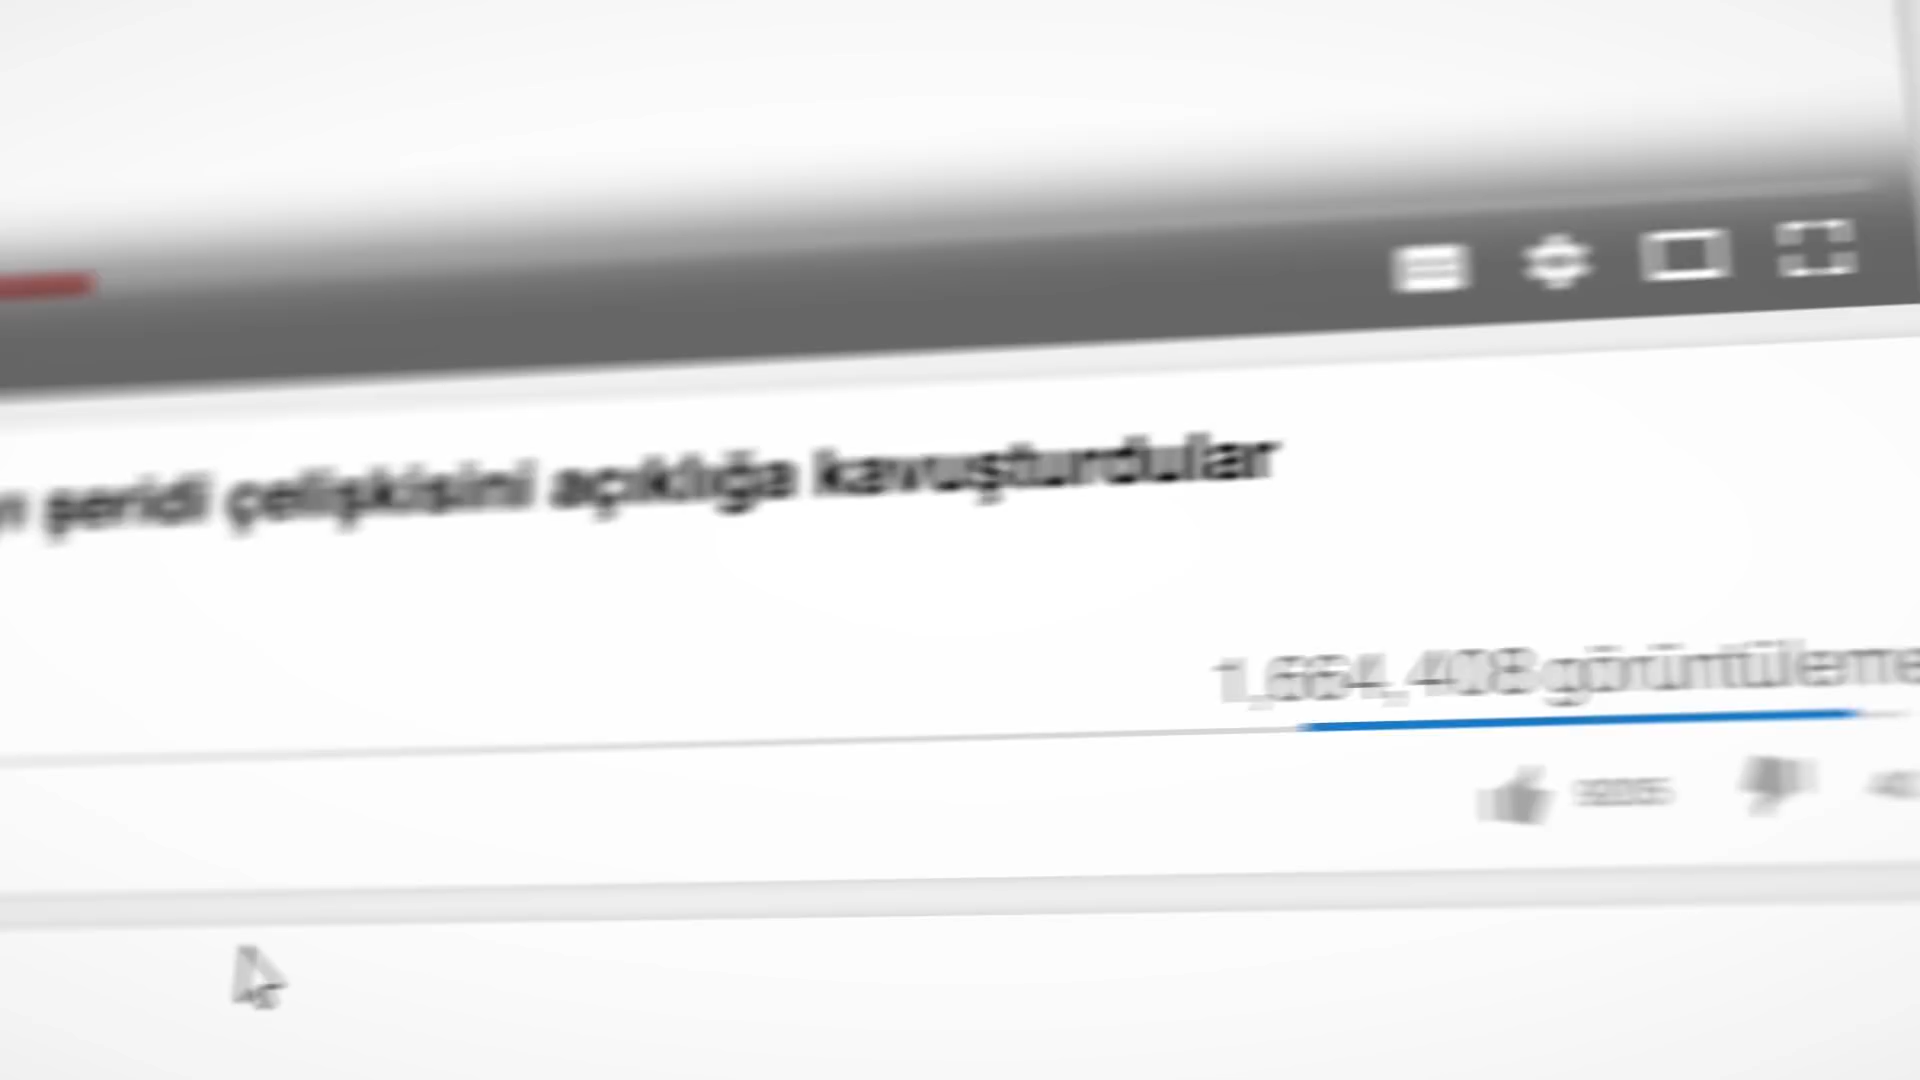 şeridi çelişkisini açıklığa kavuşturdular
1,664,408 görüntüleme